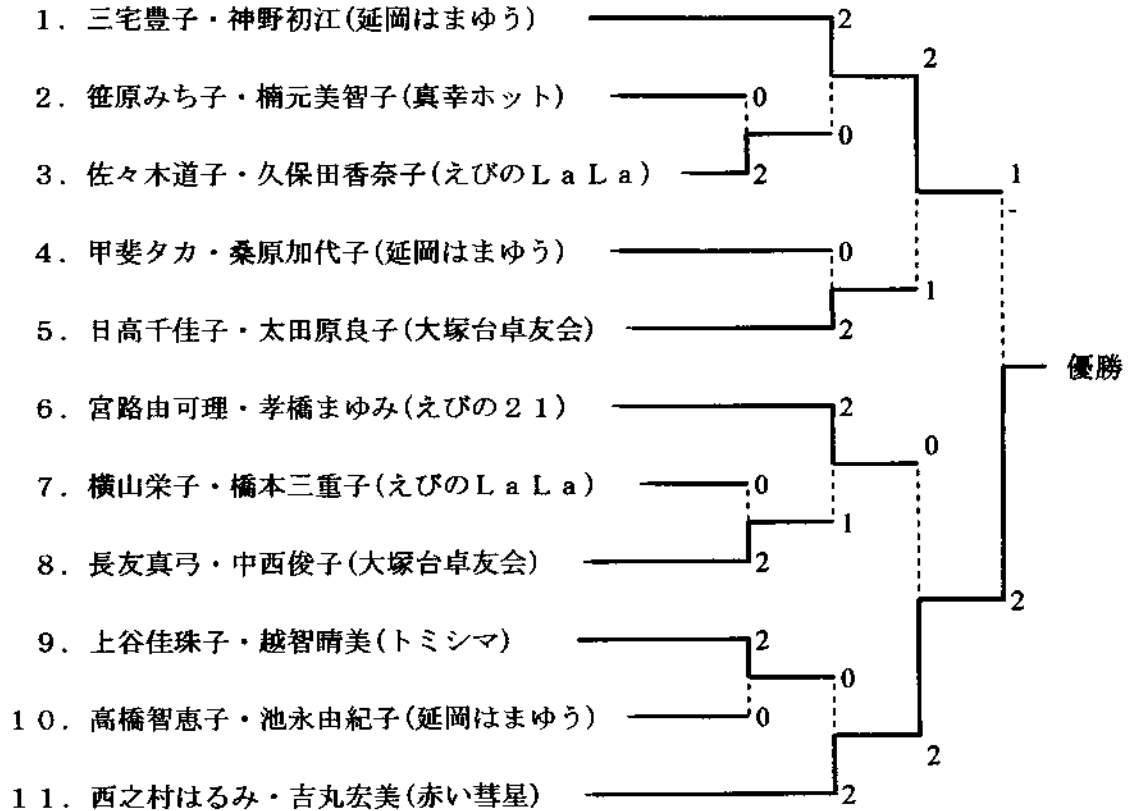 1. 三宅豊子・神野初江(延岡はまゆう) 2
2
2. 笹原みち子・楠元美智子(真幸ホット) 0
0
3. 佐々木道子・久保田香奈子(えびのLaLa) 2
1
4. 甲斐タカ・桑原加代子(延岡はまゆう) 0
1
5. 日高千佳子・太田原良子(大塚台卓友会) 2
優勝
6. 宮路由可理・孝橋まゆみ(えびの21) 2
0
7. 横山栄子・橋本三重子(えびのLaLa) 0
1
8. 長友真弓・中西俊子(大塚台卓友会) 2
2
9. 上谷佳珠子・越智晴美(トミシマ) 2
0
10. 高橋智恵子・池永由紀子(延岡はまゆう) 0
2
11. 西之村はるみ・吉丸宏美(赤い彗星) 2